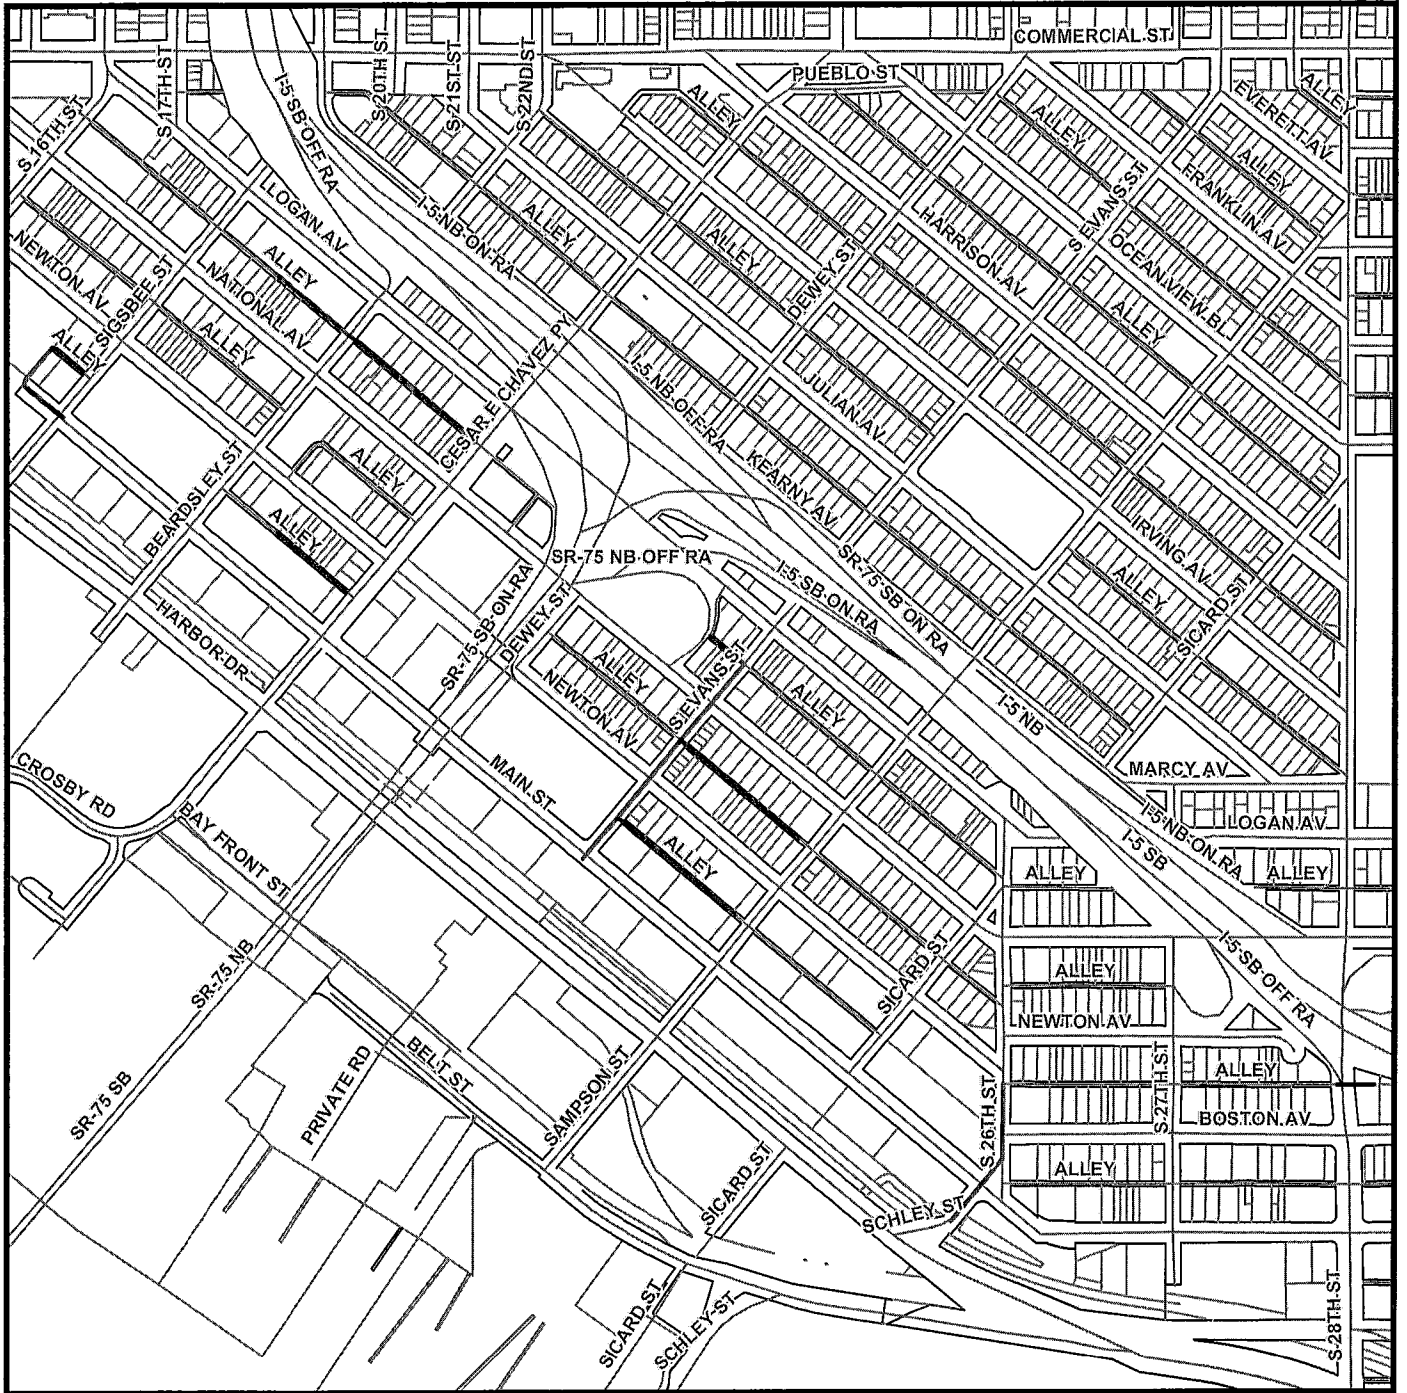 COMMERCIAL ST
PUEBLO ST
S 17TH ST
S 20TH ST
S 21ST ST
S 22ND ST
I-5 SB OFF RA
ALLEY
ALLEY
EVERETT AV
ALLEY
S 16TH ST
ALLEY
FRANKLIN AV
S EVANS ST
LOGAN AV
I-5 NB ON RA
ALLEY
HARRISON AV
OCEAN VIEW BL
NEWTON AV
ALLEY
NATIONAL AV
ALLEY
DEWEY ST
SIGSBEE ST
ALLEY
ALLEY
ALLEY
CESAR E CHAVEZ PY
I-5 NB OFF RA
JULIAN AV
KEARNY AV
ALLEY
BEARDSLEY ST
ALLEY
IRVING AV
SR-75 NB OFF RA
I-5 SB ON RA
SR-75 SB ON RA
ALLEY
SICARD ST
HARBOR DR
SR-75 SB ON RA
DEWEY ST
ALLEY
NEWTON AV
S EVANS ST
ALLEY
I-5 NB
MARCY AV
CROSBY RD
MAIN ST
BAY FRONT ST
I-5 NB ON RA
LOGAN AV
I-5 SB
ALLEY
ALLEY
ALLEY
SR-75 NB
SICARD ST
ALLEY
I-5 SB OFF RA
NEWTON AV
BELT ST
PRIVATE RD
SAMPSON ST
SR-75 SB
S 26TH ST
S 27TH ST
ALLEY
BOSTON AV
ALLEY
SICARD ST
SCHLEY ST
SICARD ST
SCHLEY ST
S 28TH ST